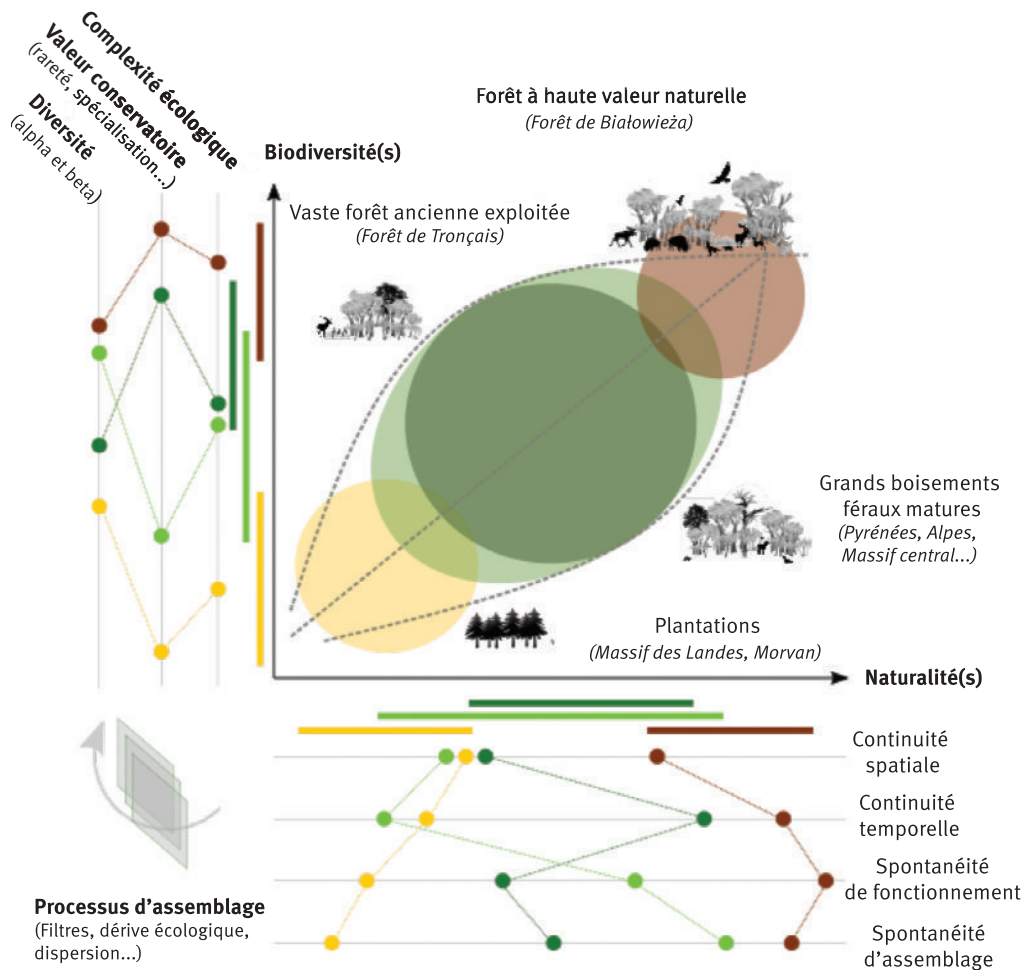 Complexité écologique
Valeur conservatoire
(rareté, spécialisation...)
Diversité
(alpha et beta)
Forêt à haute valeur naturelle
(Forêt de Białowieża)
Biodiversité(s)
Vaste forêt ancienne exploitée
(Forêt de Tronçais)
Grands boisements
féraux matures
(Pyrénées, Alpes,
Massif central...)
Plantations
(Massif des Landes, Morvan)
Naturalité(s)
Continuité
spatiale
Continuité
temporelle
Spontanéité
de fonctionnement
Spontanéité
d'assemblage
Processus d'assemblage
(Filtres, dérive écologique,
dispersion...)